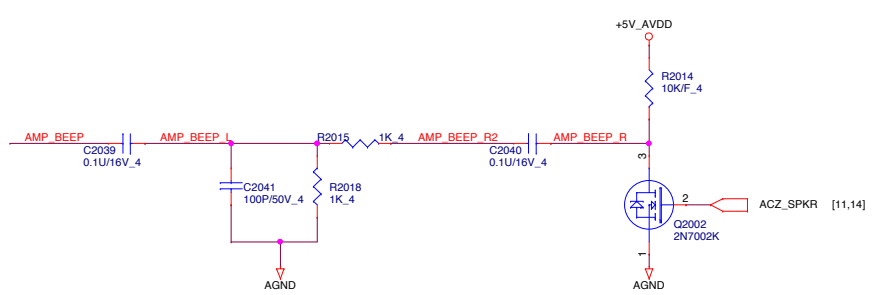 +5V_AVDD
R2014
10K/F_4
AMP_BEEP
AMP_BEEP_L
R2015
1K_4
AMP_BEEP_R2
AMP_BEEP_R
C2039
0.1U/16V_4
C2040
0.1U/16V_4
3
C2041
100P/50V_4
R2018
1K_4
2
ACZ_SPKR
[11,14]
Q2002
2N7002K
1
AGND
AGND